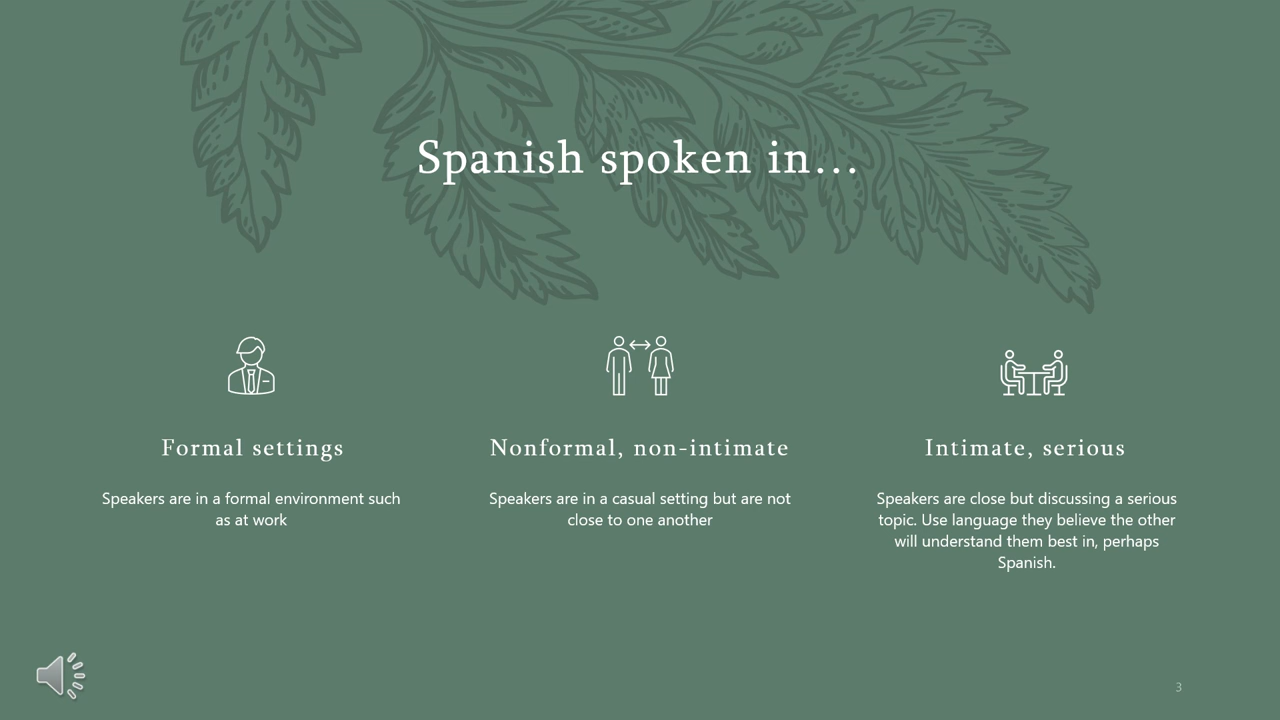 Spanish spoken in...
Formal settings
Speakers are in a formal environment such
as at work
Nonformal, non-intimate
Speakers are in a casual setting but are not
close to one another
Intimate, serious
Speakers are close but discussing a serious
topic. Use language they believe the other
will understand them best in, perhaps
Spanish.
3